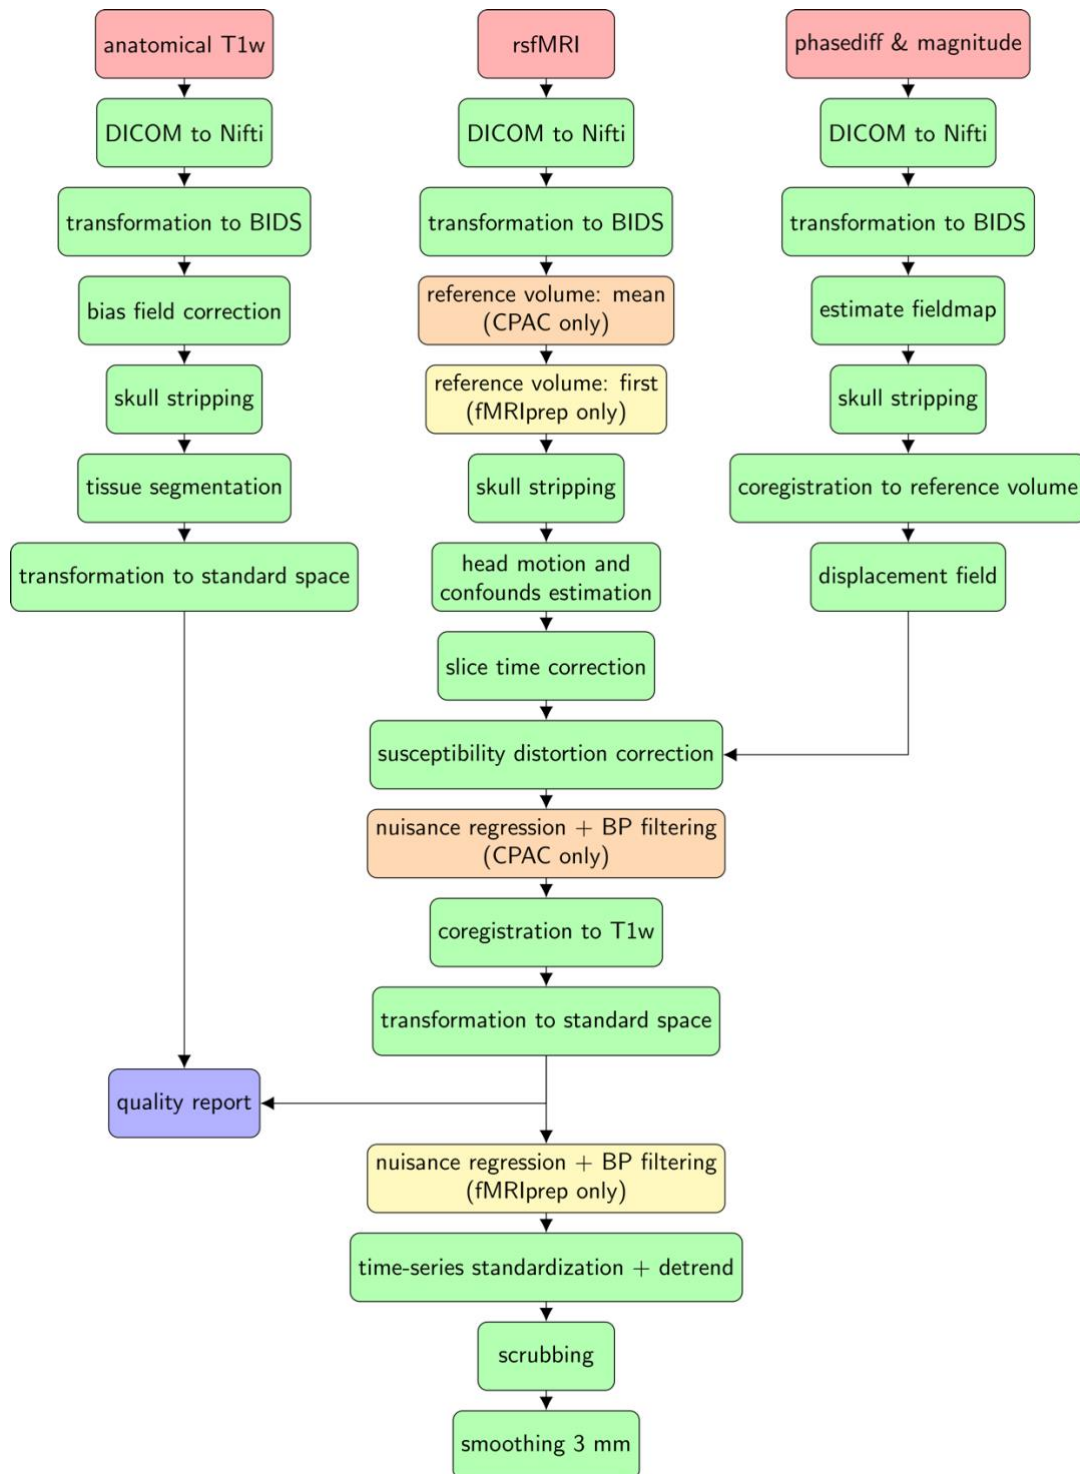 anatomical T1w
rsfMRI
phasediff & magnitude
DICOM to Nifti
DICOM to Nifti
DICOM to Nifti
transformation to BIDS
transformation to BIDS
transformation to BIDS
bias field correction
reference volume: mean
(CPAC only)
estimate fieldmap
skull stripping
reference volume: first
(fMRIprep only)
skull stripping
tissue segmentation
skull stripping
coregistration to reference volume
transformation to standard space
head motion and
confounds estimation
displacement field
slice time correction
susceptibility distortion correction
nuisance regression + BP filtering
(CPAC only)
coregistration to T1w
transformation to standard space
quality report
nuisance regression + BP filtering
(fMRIprep only)
time-series standardization + detrend
scrubbing
smoothing 3 mm